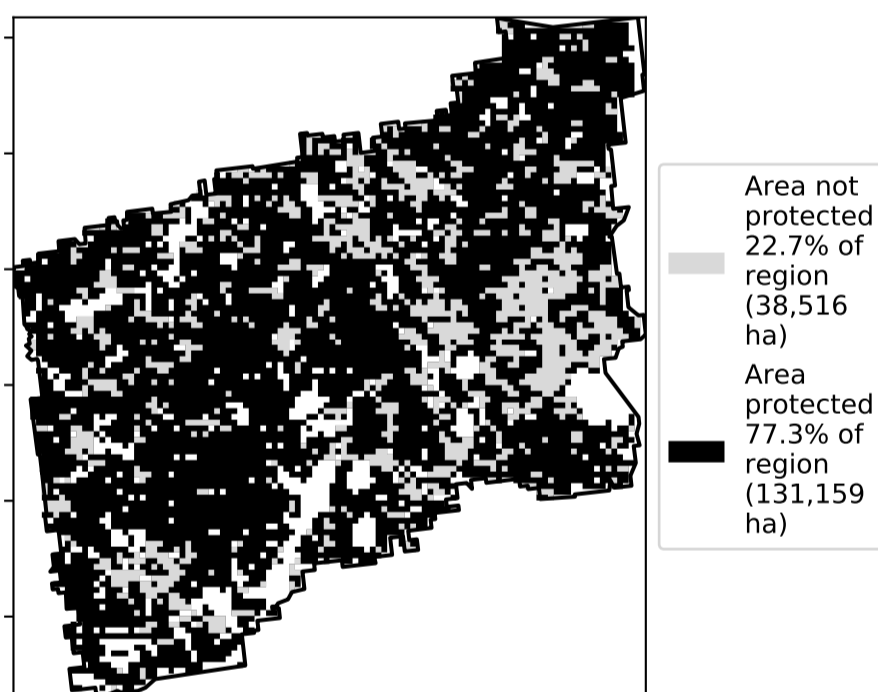 Area not
protected
22.7% of
region
(38,516
ha)
Area
protected
77.3% of
region
(131,159
ha)